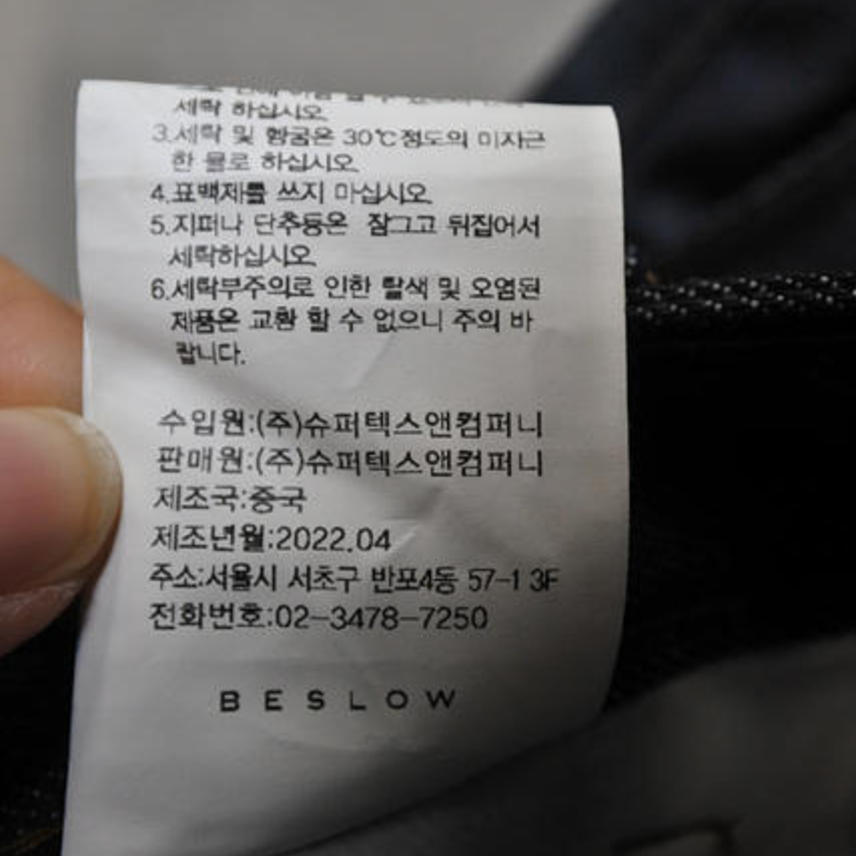 세탁 하십시오.
3.세탁 및 헹굼은 30℃정도의 미지근
한 물로 하십시오.
4.표백제를 쓰지 마십시오.
5.지퍼나 단추등은 잠그고 뒤집어서
세탁하십시오.
6.세탁부주의로 인한 탈색 및 오염된
제품은 교환 할 수 없으니 주의 바
랍니다.
수입원:(주)슈퍼텍스앤컴퍼니
판매원:(주)슈퍼텍스앤컴퍼니
제조국:중국
제조년월:2022.04
주소:서울시 서초구 반포4동 57-1 3F
전화번호:02-3478-7250
BESLOW